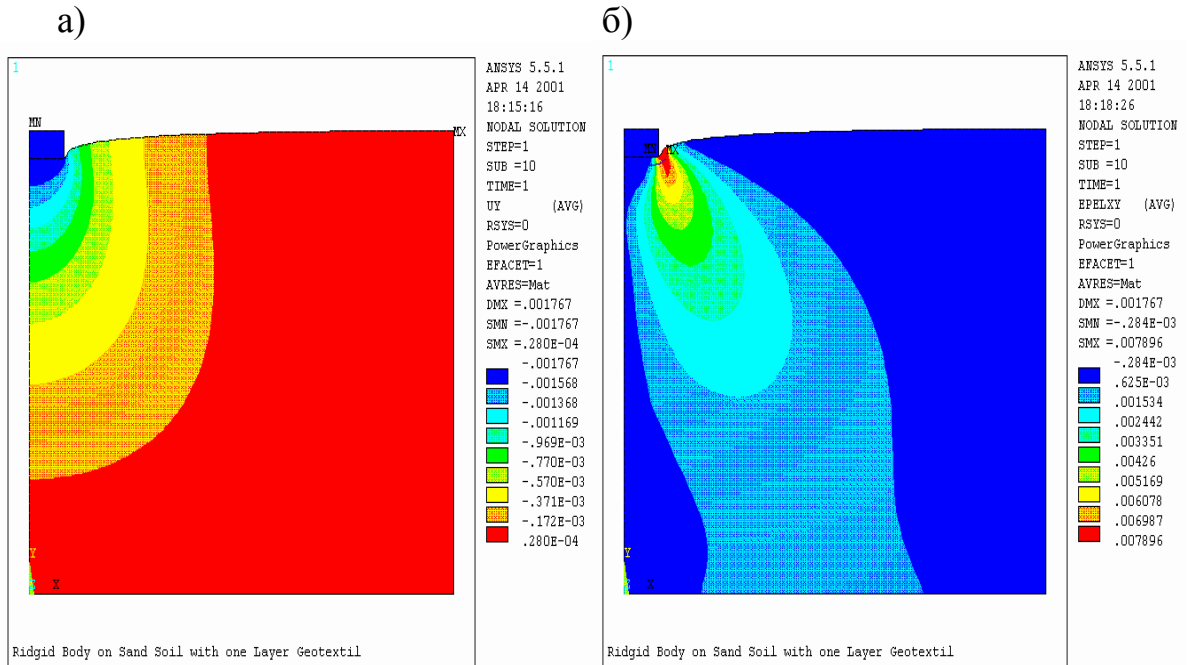 а)
1
MN
MX
Y
Z
X
ANSYS 5.5.1
APR 14 2001
18:15:16
NODAL SOLUTION
STEP=1
SUB =10
TIME=1
UY (AVG)
RSYS=0
PowerGraphics
EFACET=1
AVRES=Mat
DMX =.001767
SMN =-.001767
SMX =.280E-04
-.001767
-.001568
-.001368
-.001169
-.969E-03
-.770E-03
-.570E-03
-.371E-03
-.172E-03
.280E-04
Ridgid Body on Sand Soil with one Layer Geotextil
б)
1
MN
MX
Y
X
ANSYS 5.5.1
APR 14 2001
18:18:26
NODAL SOLUTION
STEP=1
SUB =10
TIME=1
EPELXY (AVG)
RSYS=0
PowerGraphics
EFACET=1
AVRES=Mat
DMX =.001767
SMN =-.284E-03
SMX =.007896
-.284E-03
.625E-03
.001534
.002442
.003351
.00426
.005169
.006078
.006987
.007896
Ridgid Body on Sand Soil with one Layer Geotextil